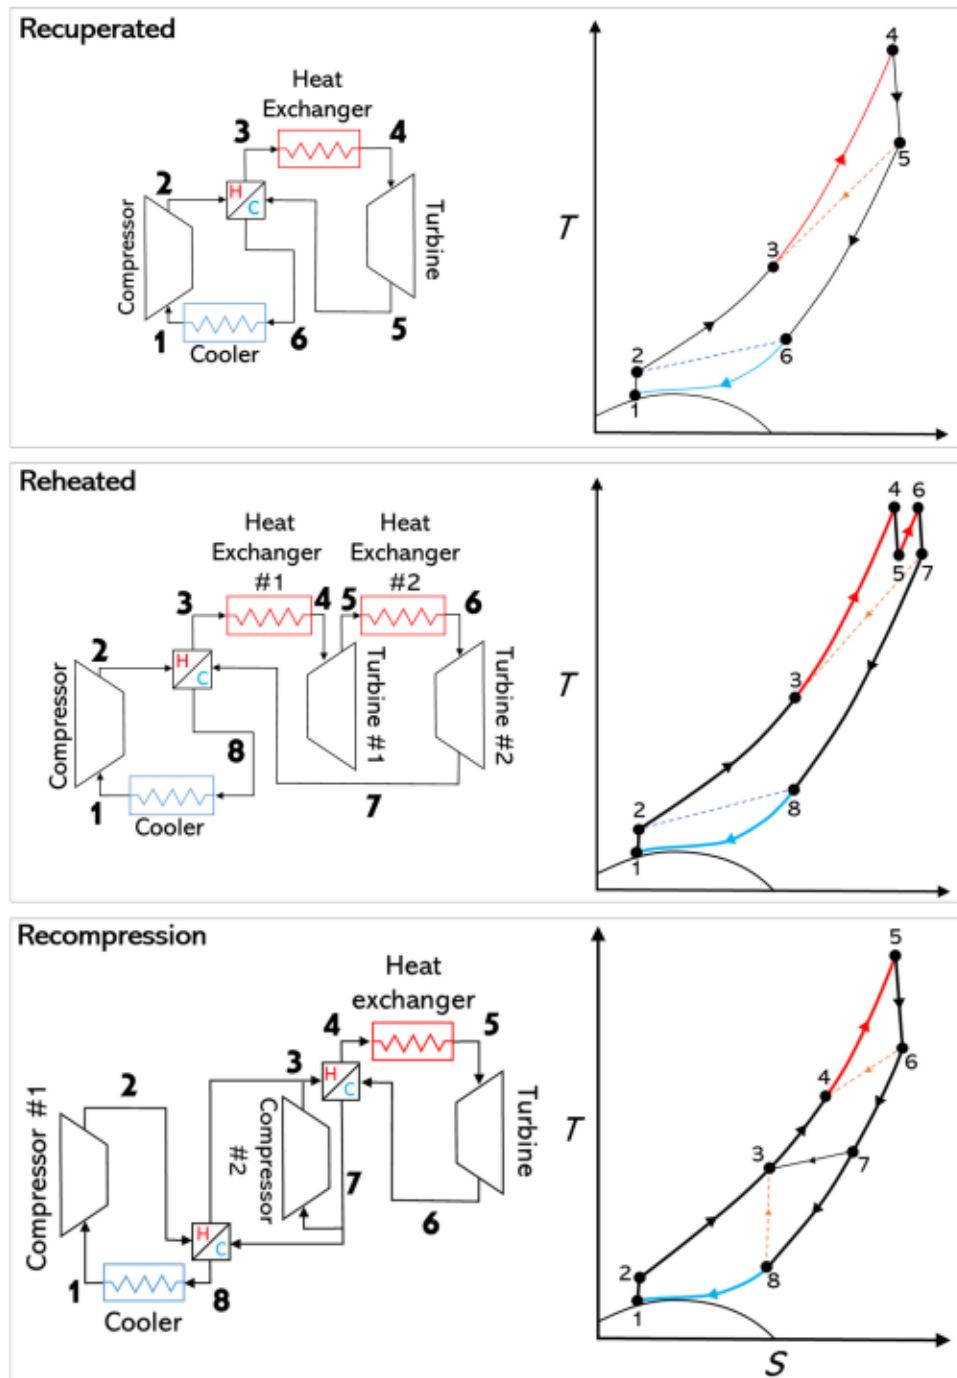 Recuperated
Heat
Exchanger
3
4
2
H
C
Compressor
Turbine
1
Cooler
6
5
T
4
5
3
2
6
1
Reheated
Heat
Exchanger
#1
Heat
Exchanger
#2
3
4
5
6
2
H
C
Compressor
Turbine #1
Turbine #2
8
1
Cooler
7
T
4
6
5
7
3
2
8
1
Recompression
Heat
exchanger
4
5
3
H
C
2
Compressor #1
Compressor
#2
Turbine
7
6
H
C
1
8
Cooler
T
5
6
4
3
7
2
8
1
S